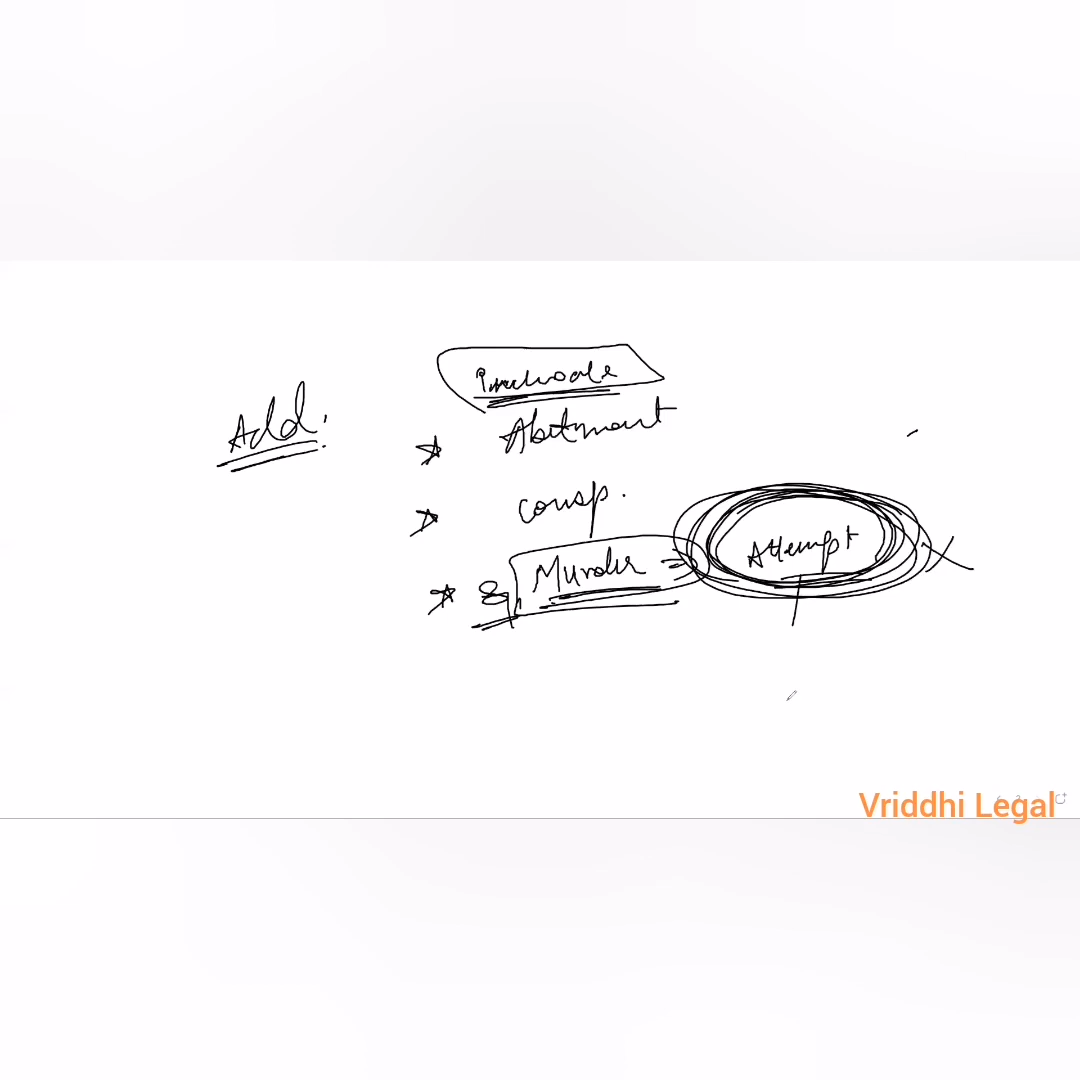 Inchoate
Add:
Abetment
Consp.
& Murder Attempt
Vriddhi Legal